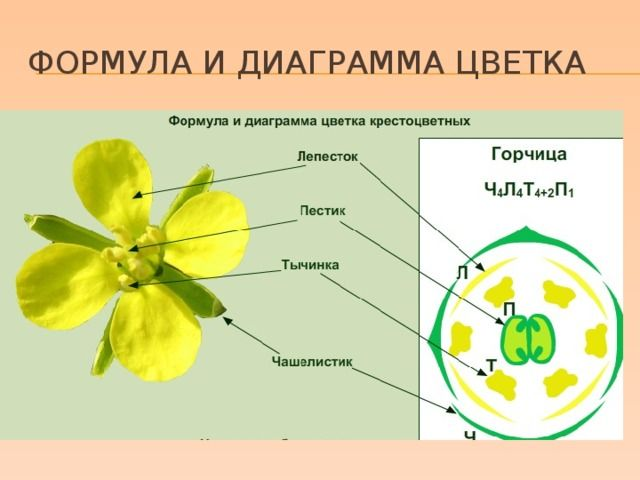 ФОРМУЛА И ДИАГРАММА ЦВЕТКА
Формула и диаграмма цветка крестоцветных
Лепесток
Пестик
Тычинка
Чашелистик
Горчица
Ч₄Л₄Т₄₊₂П₁
Л
П
Т
Ч